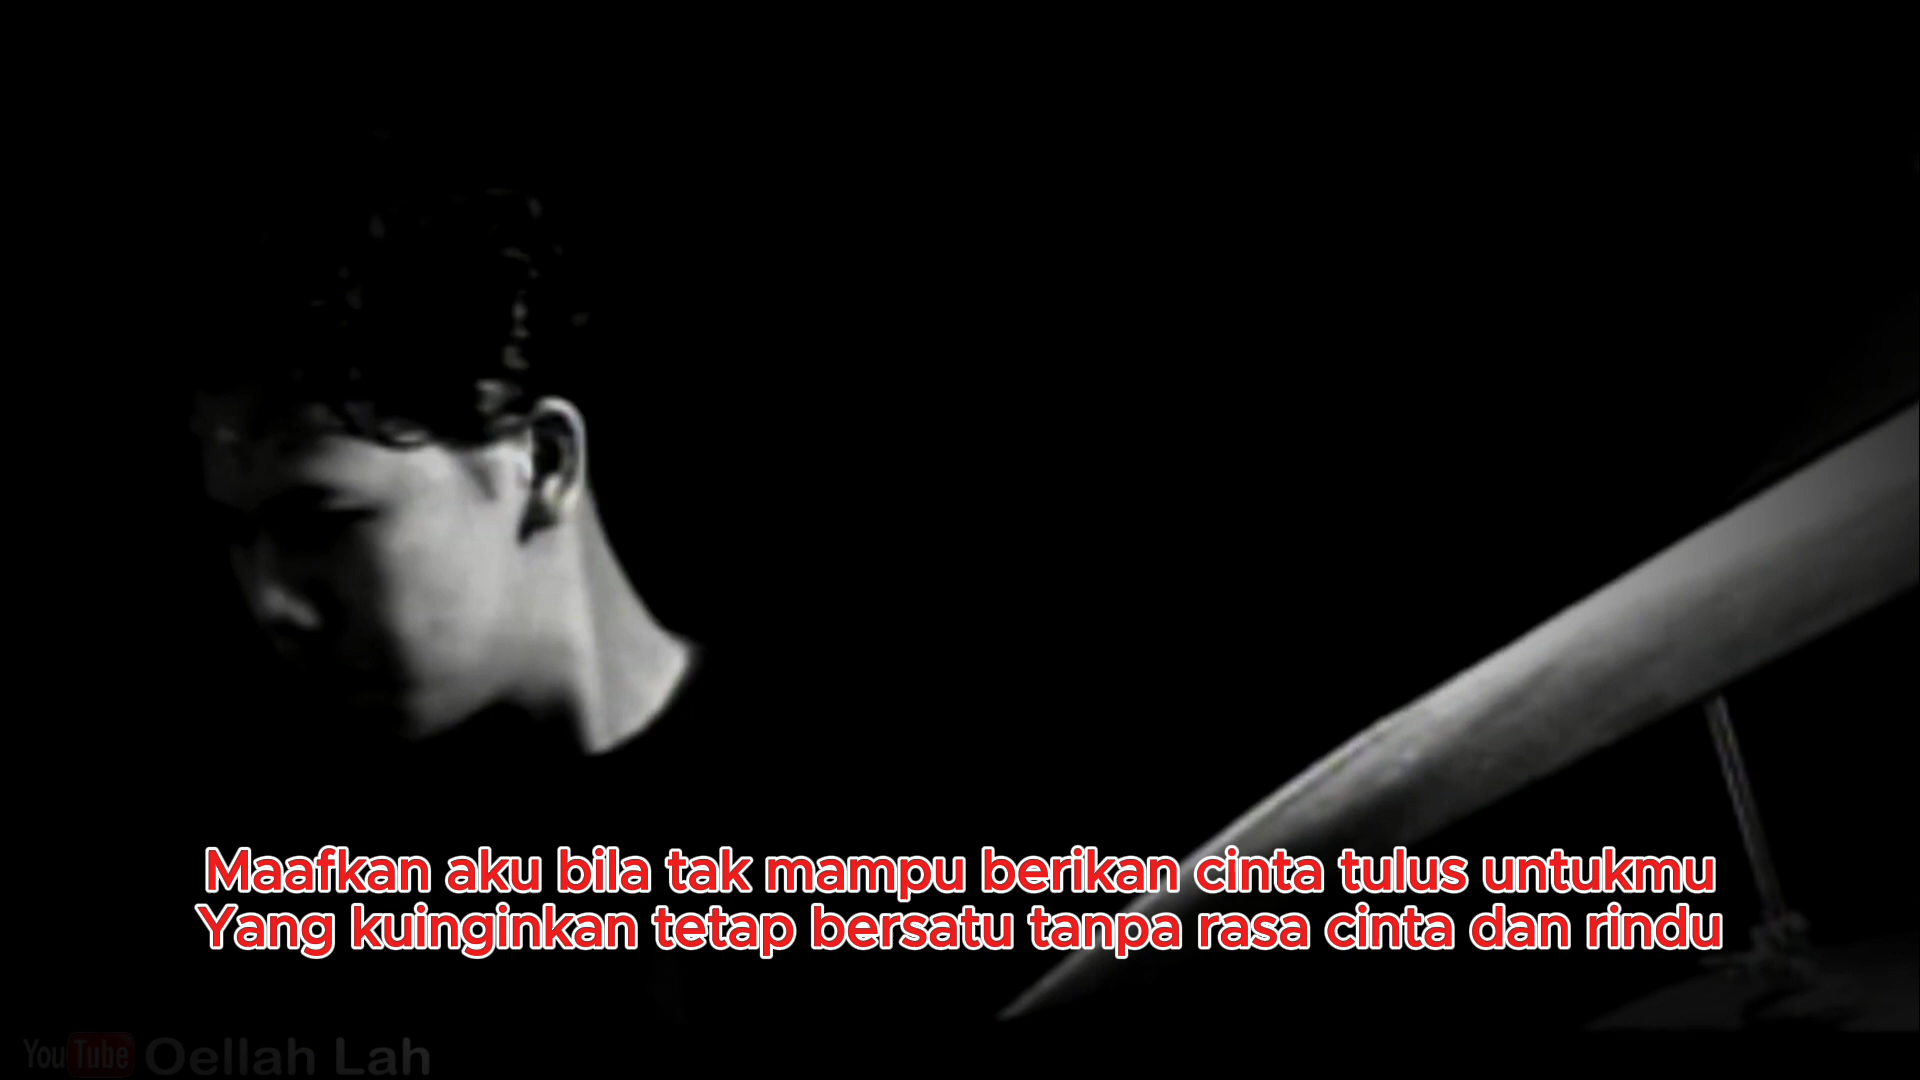 Maafkan aku bila tak mampu berikan cinta tulus untukmu
Yang kuinginkan tetap bersatu tanpa rasa cinta dan rindu
YouTube Oellah Lah